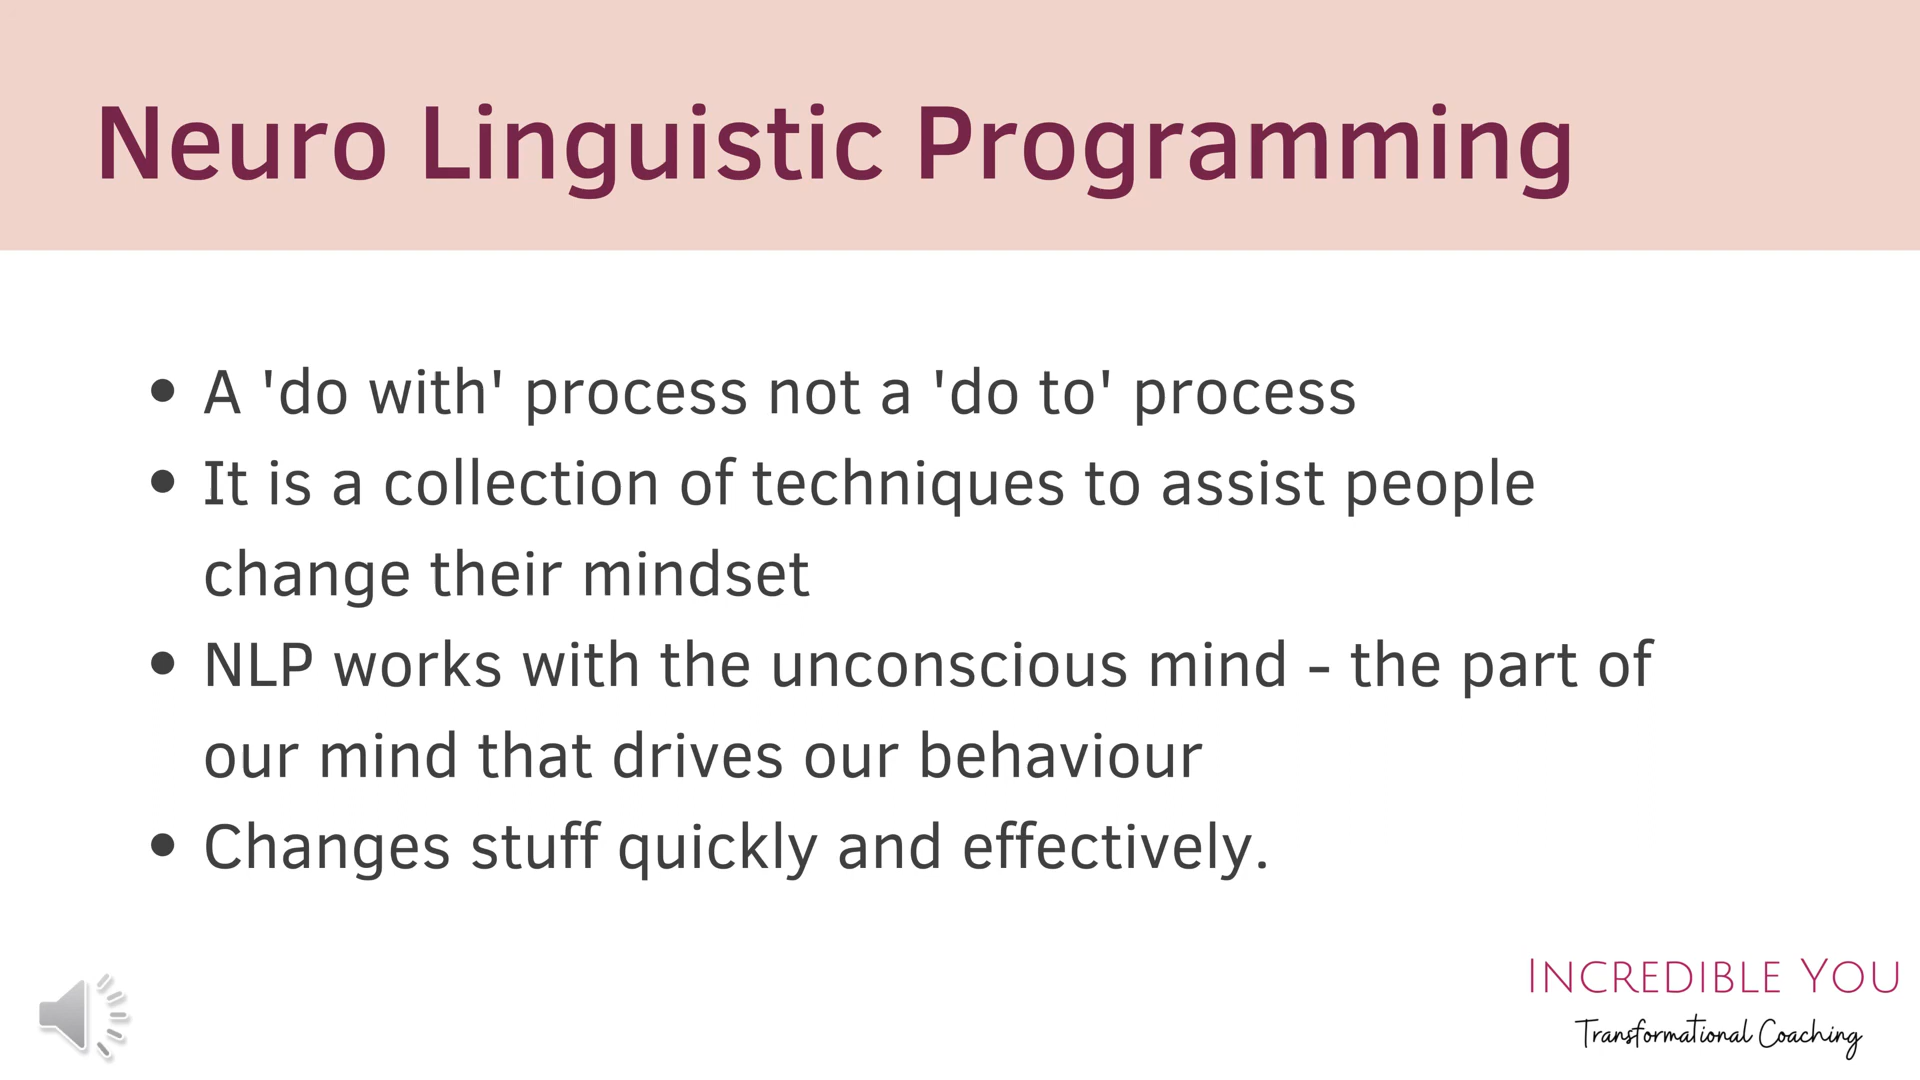 Neuro Linguistic Programming
• A 'do with' process not a 'do to' process
• It is a collection of techniques to assist people
change their mindset
• NLP works with the unconscious mind - the part of
our mind that drives our behaviour
• Changes stuff quickly and effectively.
INCREDIBLE YOU
Transformational Coaching